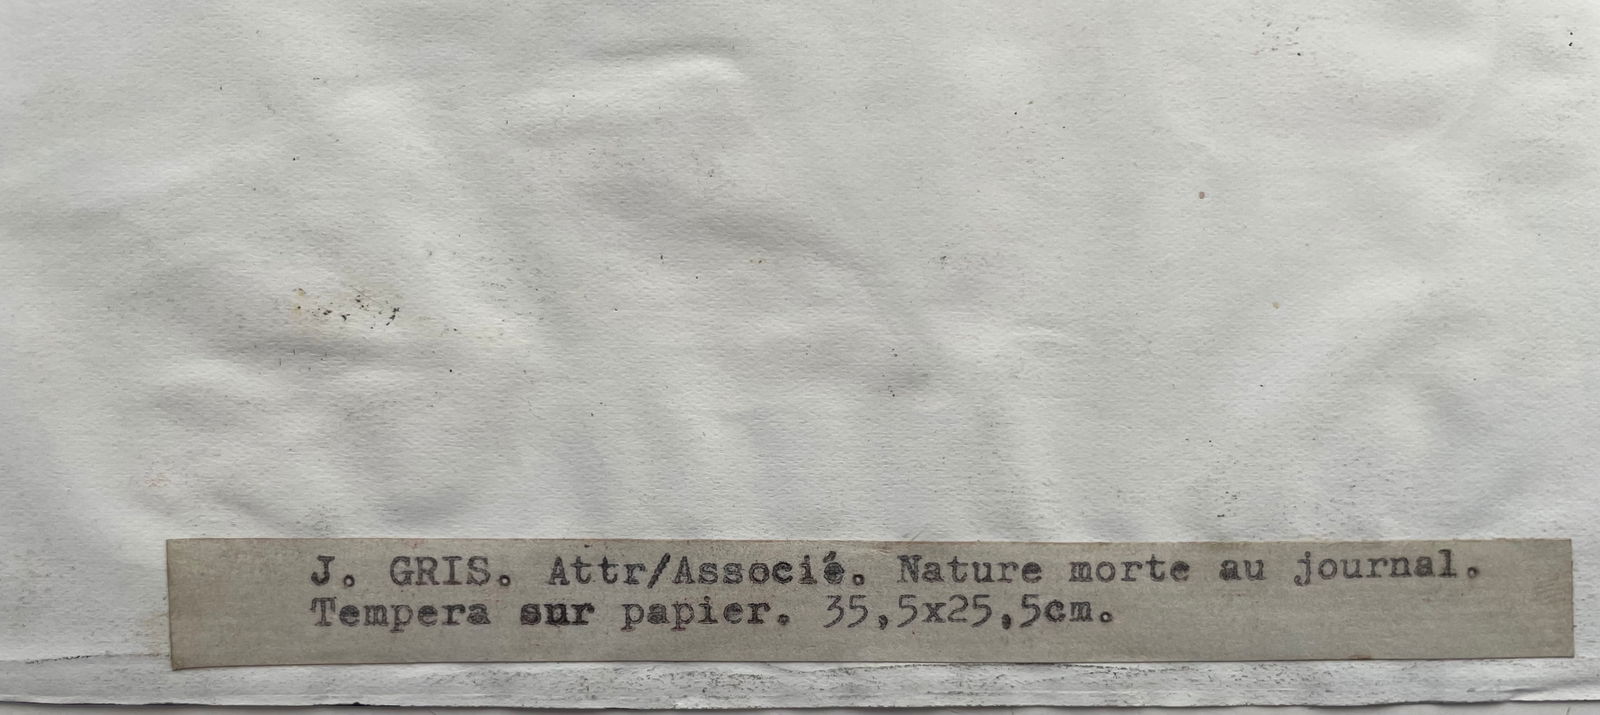 J. GRIS. Attr/Associé. Nature morte au journal.
Tempera sur papier. 35,5x25,5cm.